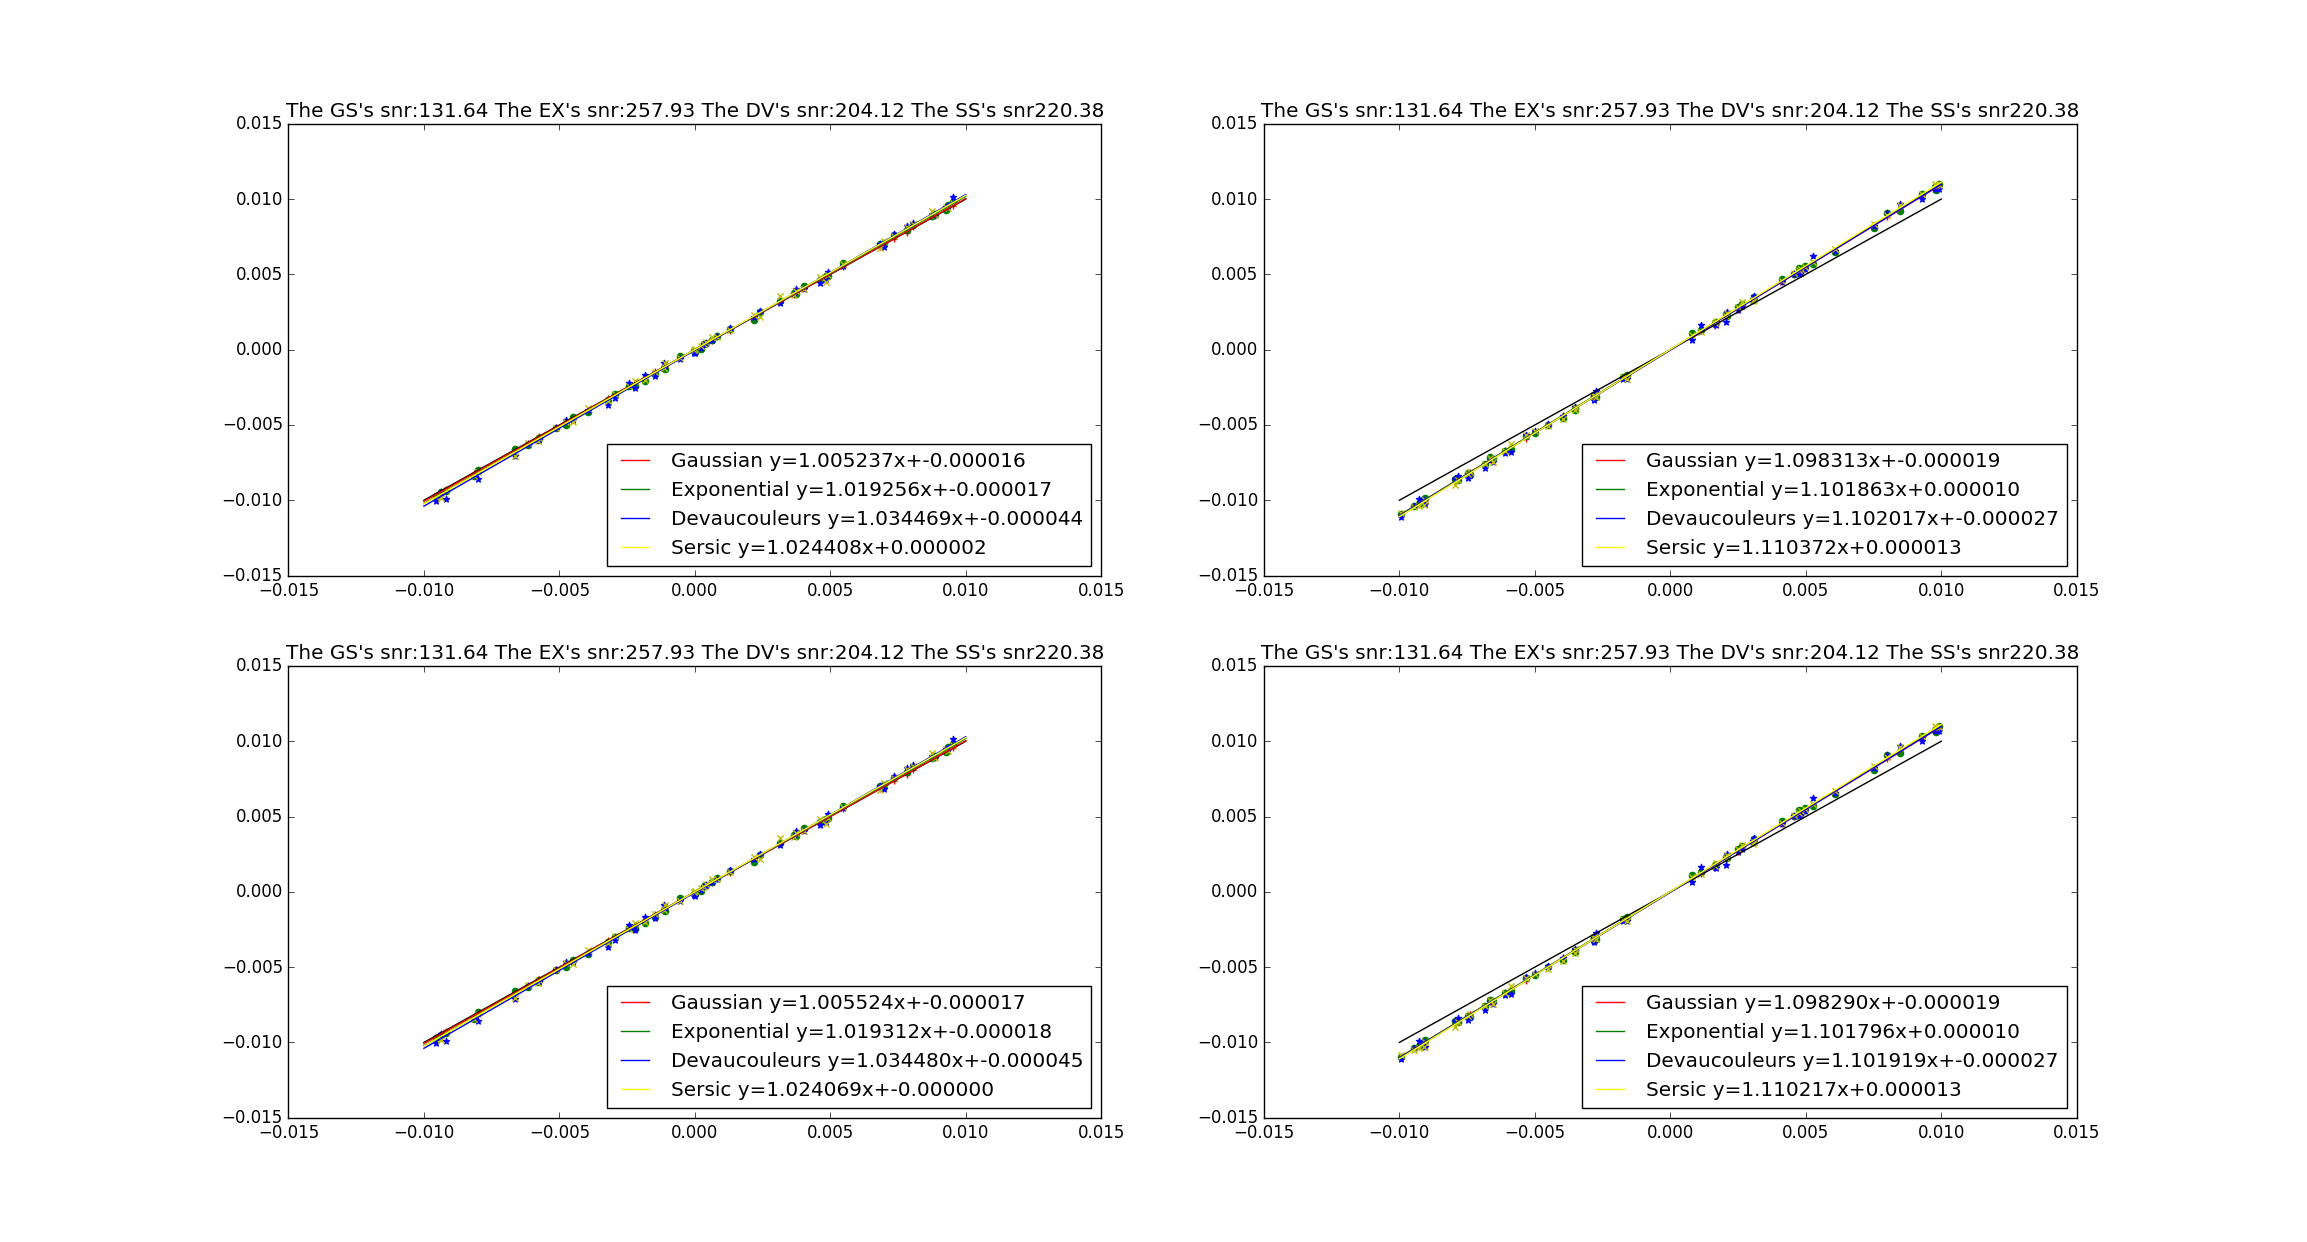 The GS's snr:131.64 The EX's snr:257.93 The DV's snr:204.12 The SS's snr220.38
0.015
0.010
0.005
0.000
−0.005
−0.010
−0.015
−0.015 −0.010 −0.005 0.000 0.005 0.010 0.015
Gaussian y=1.005237x+-0.000016
Exponential y=1.019256x+-0.000017
Devaucouleurs y=1.034469x+-0.000044
Sersic y=1.024408x+0.000002
The GS's snr:131.64 The EX's snr:257.93 The DV's snr:204.12 The SS's snr220.38
0.015
0.010
0.005
0.000
−0.005
−0.010
−0.015
−0.015 −0.010 −0.005 0.000 0.005 0.010 0.015
Gaussian y=1.098313x+-0.000019
Exponential y=1.101863x+0.000010
Devaucouleurs y=1.102017x+-0.000027
Sersic y=1.110372x+0.000013
The GS's snr:131.64 The EX's snr:257.93 The DV's snr:204.12 The SS's snr220.38
0.015
0.010
0.005
0.000
−0.005
−0.010
−0.015
−0.015 −0.010 −0.005 0.000 0.005 0.010 0.015
Gaussian y=1.005524x+-0.000017
Exponential y=1.019312x+-0.000018
Devaucouleurs y=1.034480x+-0.000045
Sersic y=1.024069x+-0.000000
The GS's snr:131.64 The EX's snr:257.93 The DV's snr:204.12 The SS's snr220.38
0.015
0.010
0.005
0.000
−0.005
−0.010
−0.015
−0.015 −0.010 −0.005 0.000 0.005 0.010 0.015
Gaussian y=1.098290x+-0.000019
Exponential y=1.101796x+0.000010
Devaucouleurs y=1.101919x+-0.000027
Sersic y=1.110217x+0.000013